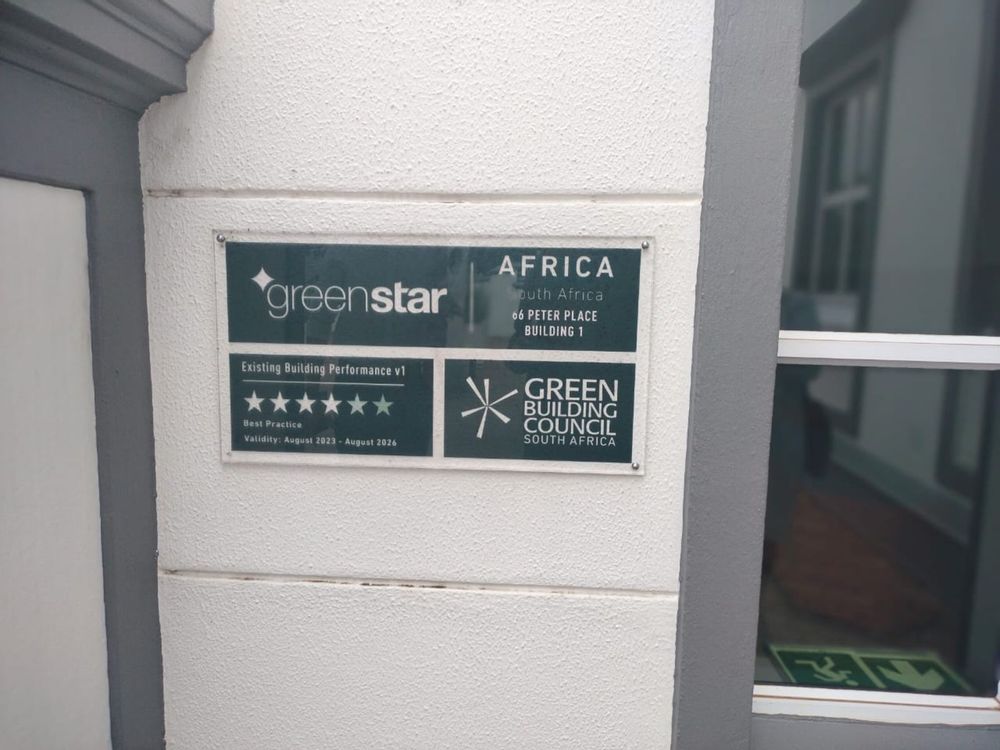 greenstar
AFRICA
South Africa
66 PETER PLACE
BUILDING 1
Existing Building Performance v1
Best Practice
Validity: August 2023 - August 2026
GREEN
BUILDING
COUNCIL
SOUTH AFRICA